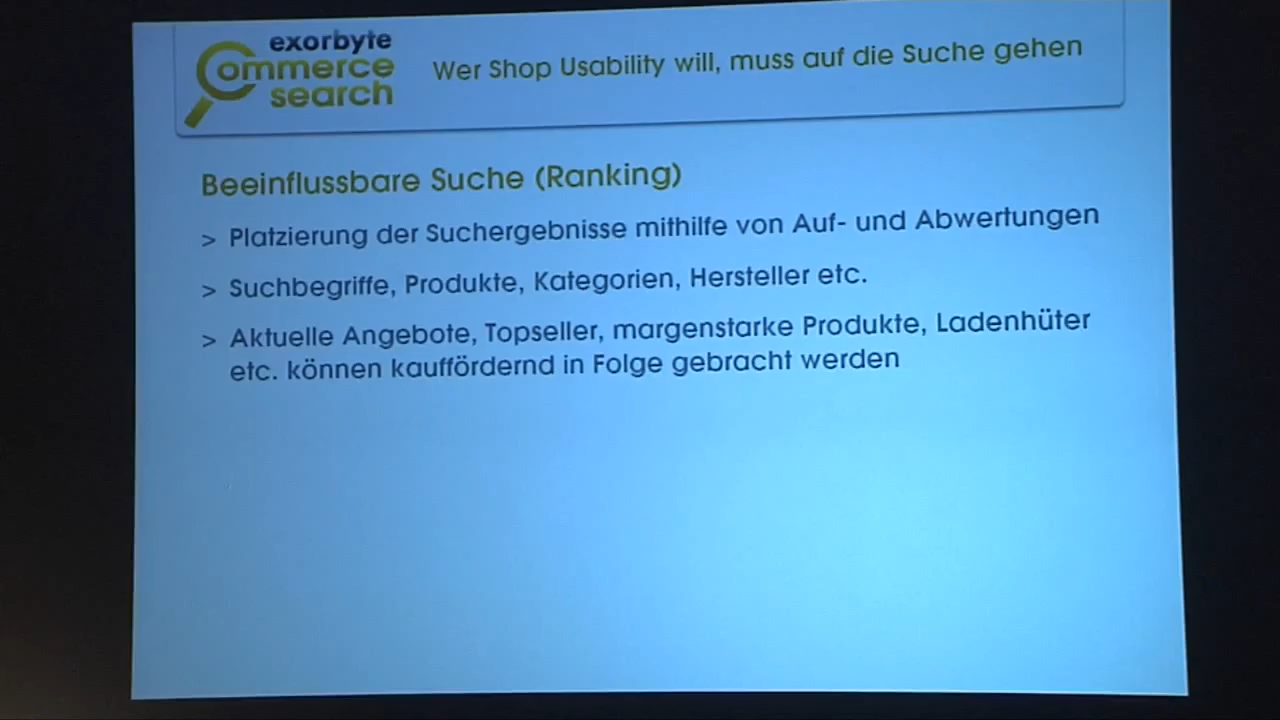 exorbyte
commerce
search
Wer Shop Usability will, muss auf die Suche gehen
Beeinflussbare Suche (Ranking)
> Platzierung der Suchergebnisse mithilfe von Auf- und Abwertungen
> Suchbegriffe, Produkte, Kategorien, Hersteller etc.
> Aktuelle Angebote, Topseller, margenstarke Produkte, Ladenhüter
etc. können kauffördernd in Folge gebracht werden